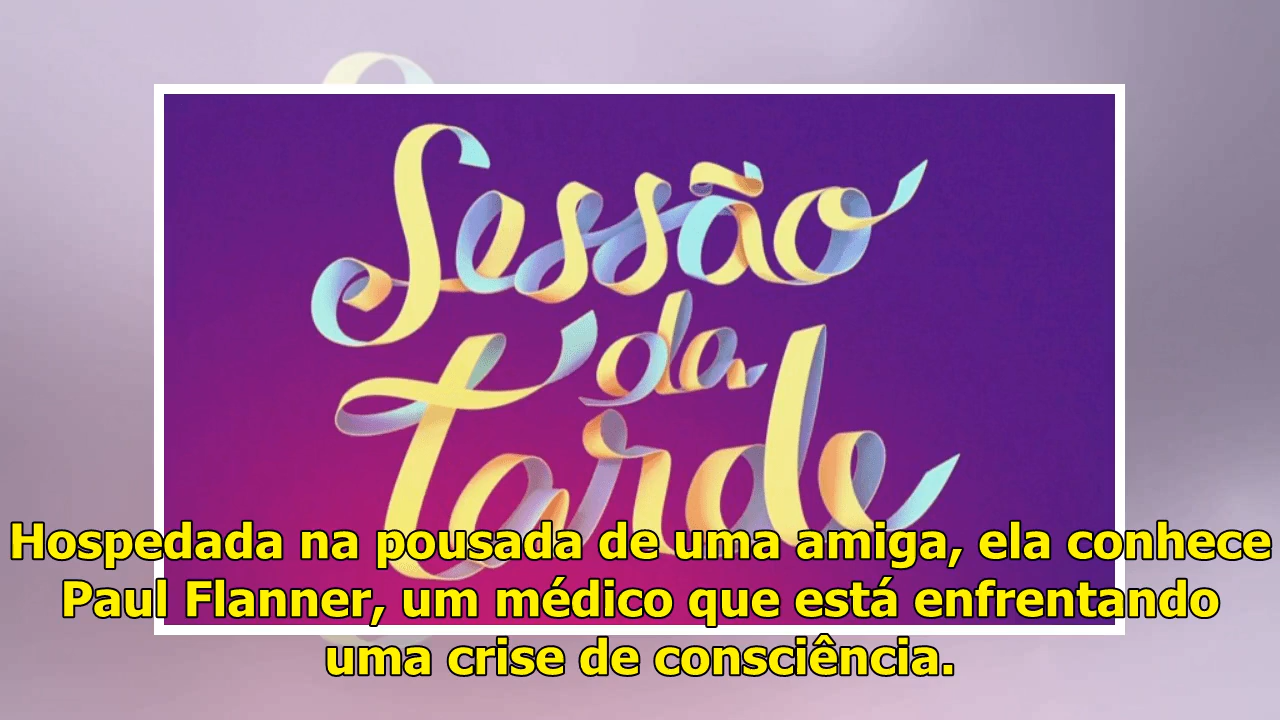 Sessão
da
Tarde
Hospedada na pousada de uma amiga, ela conhece
Paul Flanner, um médico que está enfrentando
uma crise de consciência.